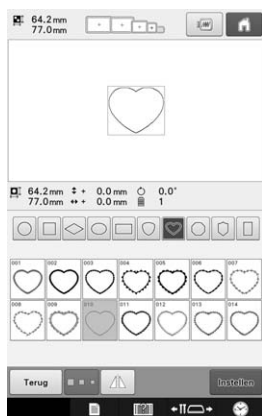 64.2mm
77.0mm
64.2mm + 0.0mm 0.0°
77.0mm + 0.0mm 1
001 002 003 004 005 006 007
008 009 010 011 012 013 014
Terug Instellen